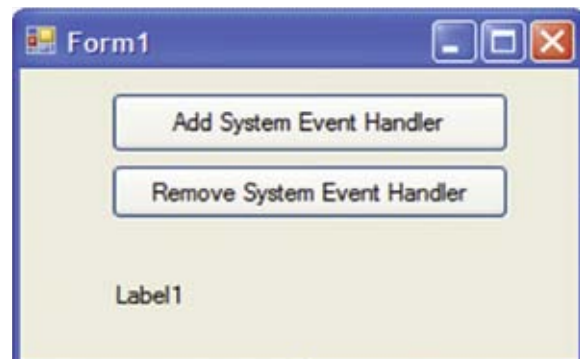 Form1
Add System Event Handler
Remove System Event Handler
Label1